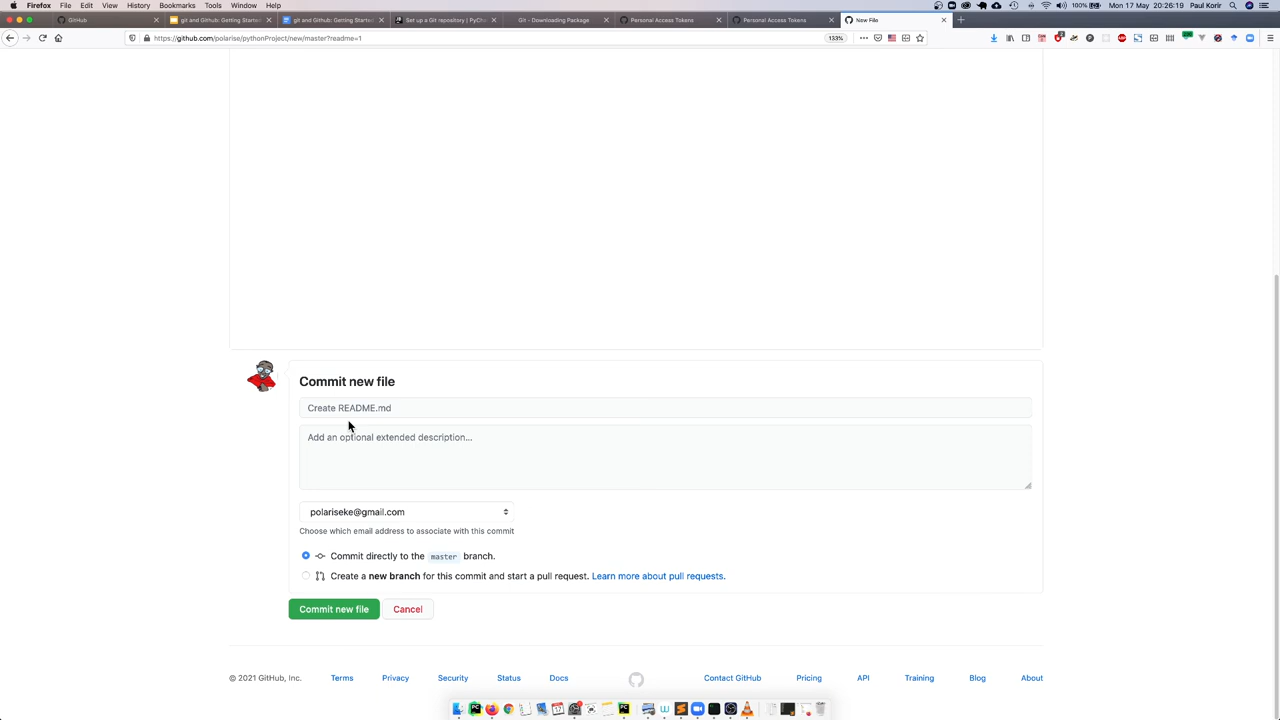 Firefox File Edit View History Bookmarks Tools Window Help
100% Mon 17 May 20:26:19 Paul Korir
GitHub
git and Github: Getting Started
git and Github: Getting Started
Set up a Git repository | PyCha
Git - Downloading Package
Personal Access Tokens
Personal Access Tokens
New File
https://github.com/polarise/pythonProject/new/master?readme=1
133%
Commit new file
Create README.md
Add an optional extended description...
polariseke@gmail.com
Choose which email address to associate with this commit
Commit directly to the master branch.
Create a new branch for this commit and start a pull request. Learn more about pull requests.
Commit new file Cancel
© 2021 GitHub, Inc. Terms Privacy Security Status Docs Contact GitHub Pricing API Training Blog About